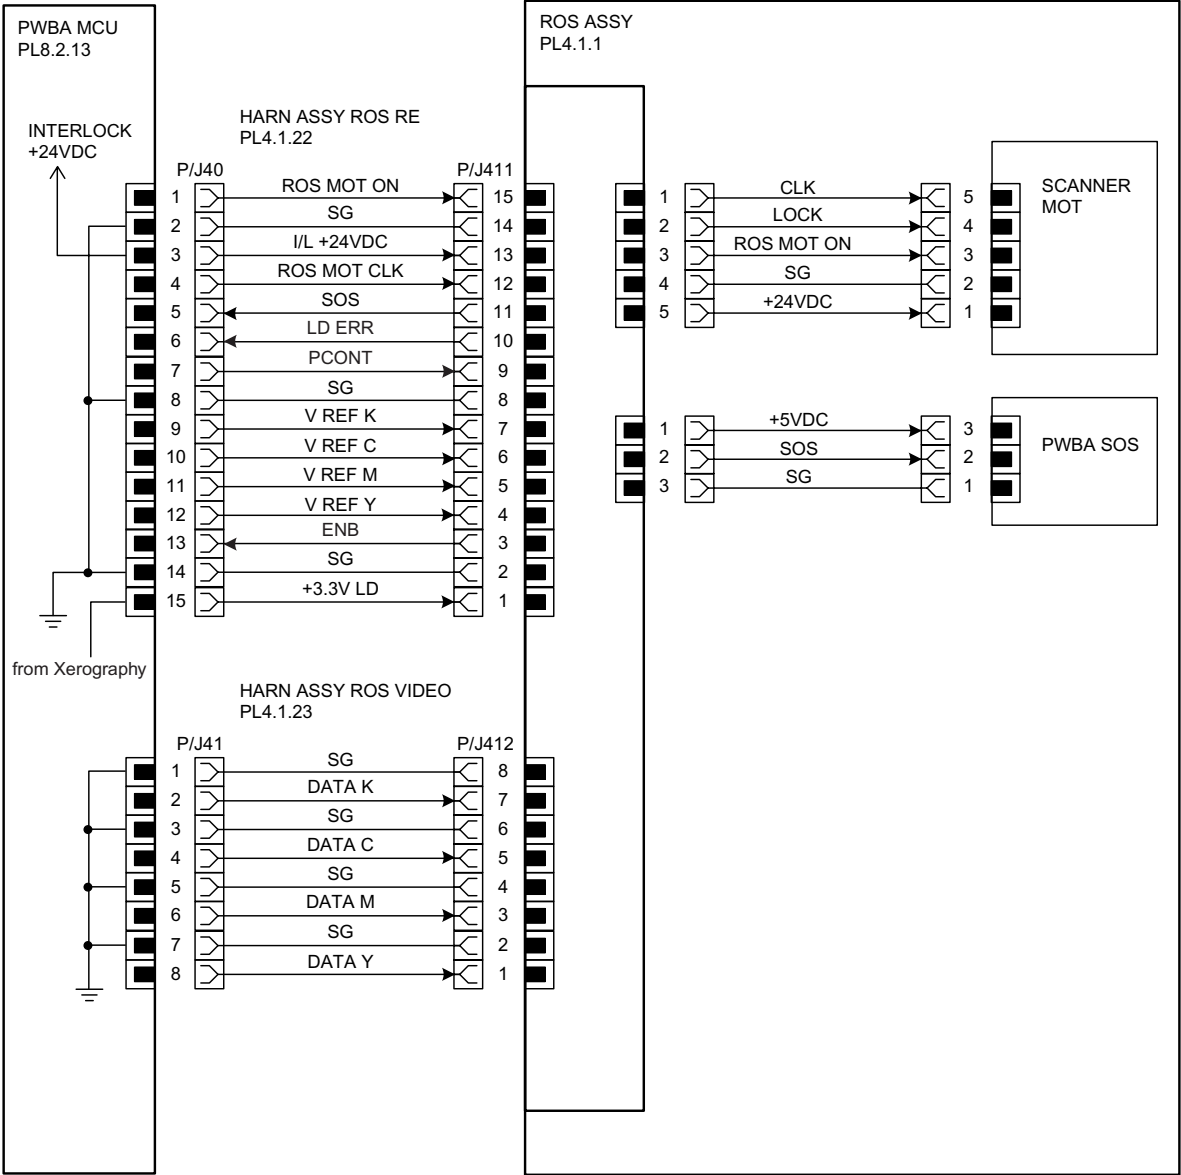 PWBA MCU
PL8.2.13
ROS ASSY
PL4.1.1
HARN ASSY ROS RE
PL4.1.22
INTERLOCK
+24VDC
P/J40 P/J411
1 ROS MOT ON 15
2 SG 14
3 I/L +24VDC 13
4 ROS MOT CLK 12
5 SOS 11
6 LD ERR 10
7 PCONT 9
8 SG 8
9 V REF K 7
10 V REF C 6
11 V REF M 5
12 V REF Y 4
13 ENB 3
14 SG 2
15 +3.3V LD 1
from Xerography
1 CLK 5
2 LOCK 4
3 ROS MOT ON 3
4 SG 2
5 +24VDC 1
SCANNER
MOT
1 +5VDC 3
2 SOS 2
3 SG 1
PWBA SOS
HARN ASSY ROS VIDEO
PL4.1.23
P/J41 P/J412
1 SG 8
2 DATA K 7
3 SG 6
4 DATA C 5
5 SG 4
6 DATA M 3
7 SG 2
8 DATA Y 1